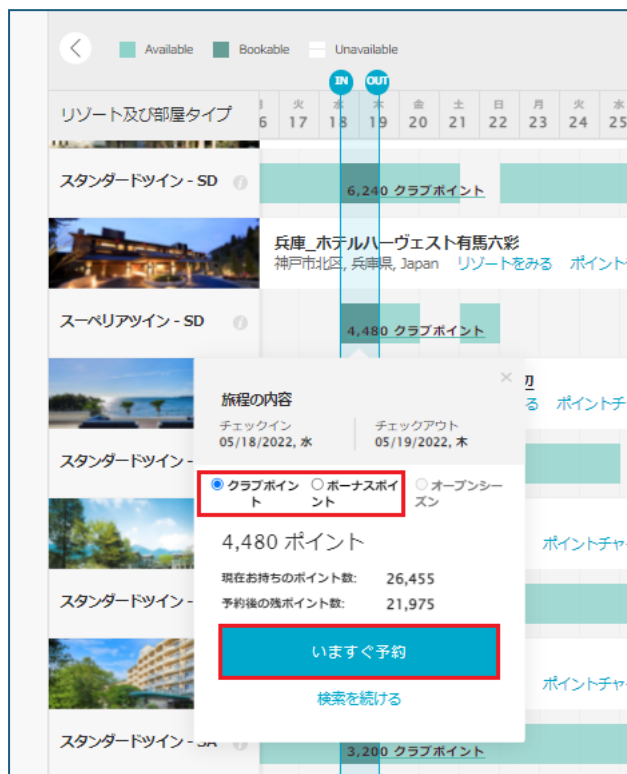 Available Bookable Unavailable
IN OUT
リゾート及び部屋タイプ
火 水 木 金 土 日 月 火 水
6 17 18 19 20 21 22 23 24 25
スタンダードツイン - SD
6,240 クラブポイント
兵庫_ホテルハーヴェスト有馬六彩
神戸市北区, 兵庫県, Japan リゾートをみる ポイント
スーペリアツイン - SD
4,480 クラブポイント
る ポイントチ
旅程の内容
チェックイン チェックアウト
05/18/2022, 水 05/19/2022, 木
スタンダードツイン -
クラブポイント ボーナスポイント オープンシーズン
4,480 ポイント
ポイントチャ
現在お持ちのポイント数: 26,455
予約後の残ポイント数: 21,975
スタンダードツイン -
いますぐ予約
ポイントチャ
検索を続ける
スタンダードツイン - SA
3,200 クラブポイント